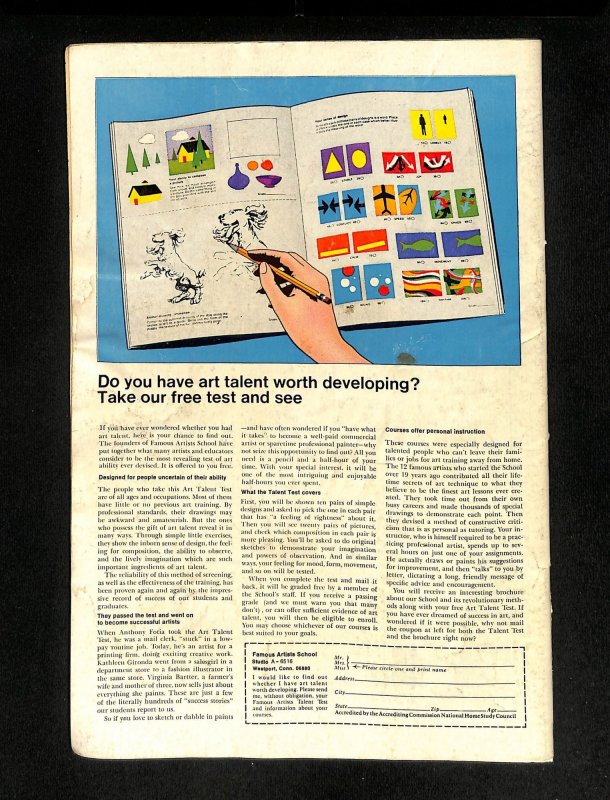 Your sense of design
LONELY
STABLE
UP
CONFLICT
SPEED
CHAOS
CALM
MOVEMENT
ROUND
Your ability to compose
a picture
Do you have art talent worth developing?
Take our free test and see
If you have ever wondered whether you had
art talent, here is your chance to find out.
The founders of Famous Artists School have
put together what many artists and educators
consider to be the most revealing test of art
ability ever devised. It is offered to you free.
Designed for people uncertain of their ability
The people who take this Art Talent Test
are of all ages and occupations. Most of them
have little or no previous art training. By
professional standards, their drawings may
be awkward and amateurish. But the ones
who possess the gift of art talent reveal it in
many ways. Through simple little exercises,
they show the inborn sense of design, the feel-
ing for composition, the ability to observe,
and the lively imagination which are such
important ingredients of art talent.
The reliability of this method of screening,
as well as the effectiveness of the training, has
been proven again and again by the impres-
sive record of success of our students and
graduates.
They passed the test and went on
to become successful artists
When Anthony Fotia took the Art Talent
Test, he was a mail clerk, "stuck" in a low-
pay routine job. Today, he's an artist for a
printing firm, doing exciting creative work.
Kathleen Gironda went from a salesgirl in a
department store to a fashion illustrator in
the same store. Virginia Bartter, a farmer's
wife and mother of three, now sells just about
everything she paints. These are just a few
of the literally hundreds of "success stories"
our students report to us.
So if you love to sketch or dabble in paints
—and have often wondered if you "have what
it takes" to become a well-paid commercial
artist or sparetime professional painter—why
not seize this opportunity to find out? All you
need is a pencil and a half-hour of your
time. With your special interest, it will be
one of the most intriguing and enjoyable
half-hours you ever spent.
What the Talent Test covers
First, you will be shown ten pairs of simple
designs and asked to pick the one in each pair
that has "a feeling of rightness" about it.
Then you will see twenty pairs of pictures,
and check which composition in each pair is
more pleasing. You'll be asked to do original
sketches to demonstrate your imagination
and powers of observation. And in similar
ways, your feeling for mood, form, movement,
and so on will be tested.
When you complete the test and mail it
back, it will be graded free by a member of
the School's staff. If you receive a passing
grade (and we must warn you that many
don't), or can offer sufficient evidence of art
talent, you will then be eligible to enroll.
You may choose whichever of our courses is
best suited to your goals.
Courses offer personal instruction
These courses were especially designed for
talented people who can't leave their fami-
lies or jobs for art training away from home.
The 12 famous artists who started the School
over 19 years ago contributed all their life-
time secrets of art technique to what they
believe to be the finest art lessons ever cre-
ated. They took time out from their own
busy careers and made thousands of special
drawings to demonstrate each point. Then
they devised a method of constructive criti-
cism that is as personal as tutoring. Your in-
structor, who is himself required to be a prac-
ticing professional artist, spends up to sev-
eral hours on just one of your assignments.
He actually draws or paints his suggestions
for improvement, and then "talks" to you by
letter, dictating a long, friendly message of
specific advice and encouragement.
You will receive an interesting brochure
about our School and its revolutionary meth-
ods along with your free Art Talent Test. If
you have ever dreamed of success in art, and
wondered if it were possible, why not mail
the coupon at left for both the Talent Test
and the brochure right now?
Famous Artists School
Studio A-6516
Westport, Conn. 06880
I would like to find out
whether I have art talent
worth developing. Please send
me, without obligation, your
Famous Artists Talent Test
and information about your
courses.
Mr.
Mrs.
Miss
Please circle one and print name
Address
City
State Zip Age
Accredited by the Accrediting Commission National Home Study Council